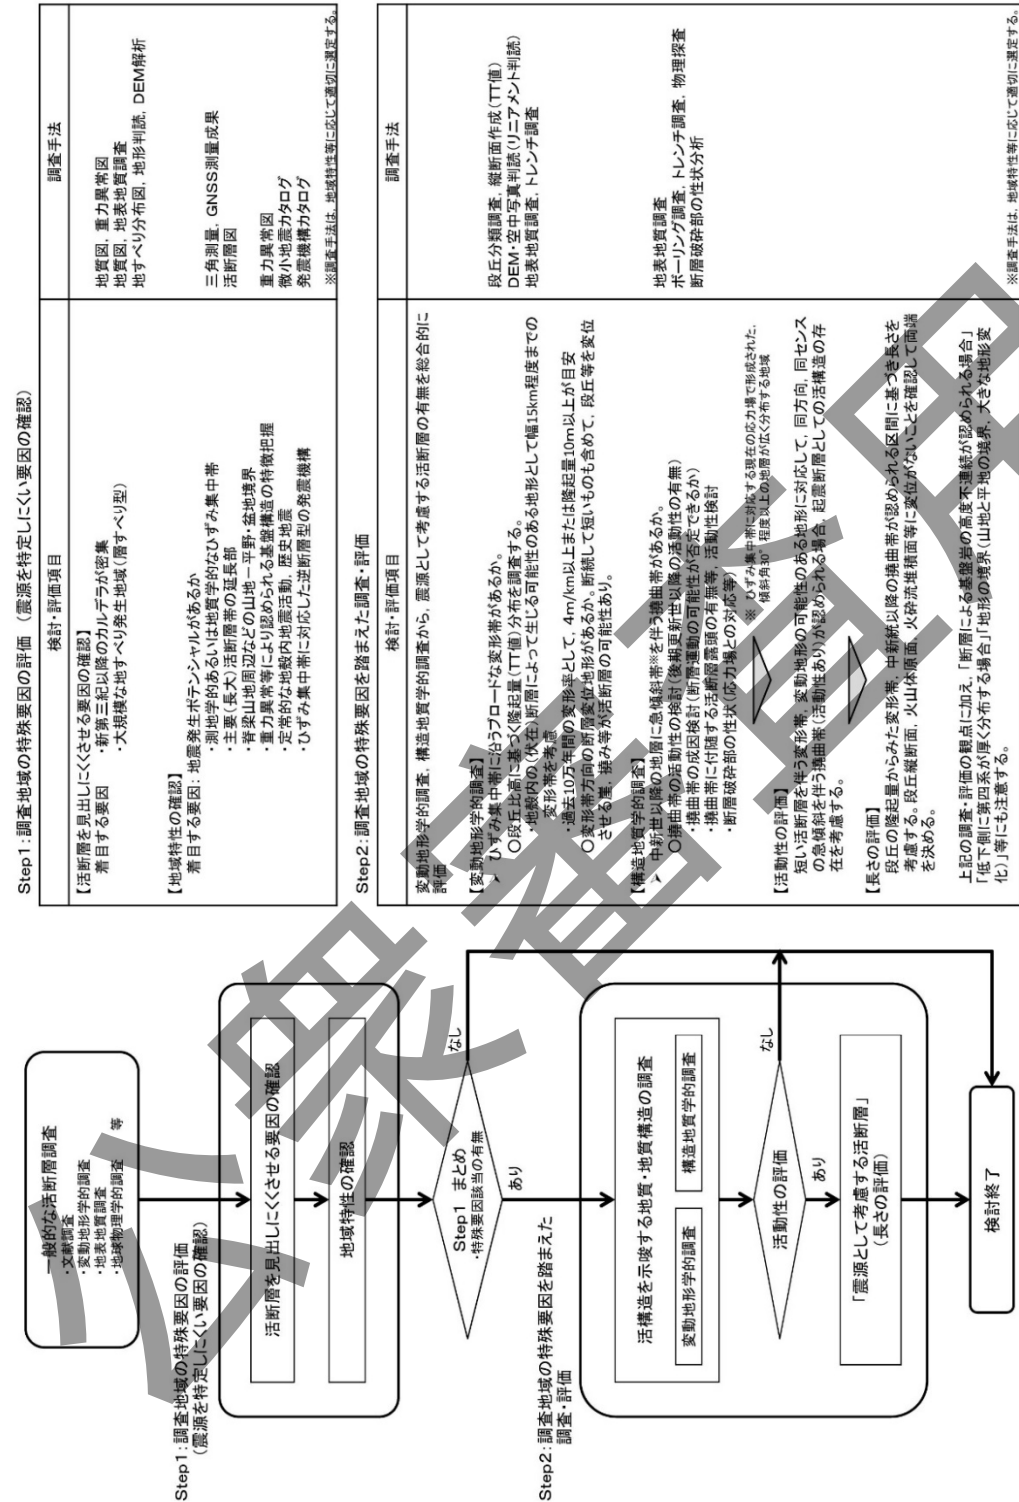 一般的な活断層調査
・文献調査
・変動地形学的調査
・地表地質調査
・地球物理学的調査 等
Step1:調査地域の特殊要因の評価
(震源を特定しにくい要因の確認)
活断層を見出しにくくさせる要因の確認
地域特性の確認
Step1 まとめ
・特殊要因該当の有無
なし
あり
Step2:調査地域の特殊要因を踏まえた
調査・評価
活構造を示唆する地質・地質構造の調査
変動地形学的調査
構造地質学的調査
活動性の評価
なし
あり
「震源として考慮する活断層」
(長さの評価)
検討終了
Step1:調査地域の特殊要因の評価 (震源を特定しにくい要因の確認)
検討・評価項目
調査手法
【活断層を見出しにくくさせる要因の確認】
着目する要因 ・新第三紀以降のカルデラが密集
・大規模な地すべり発生地域(層すべり型)
地質図, 重力異常図
地質図, 地表地質調査
地すべり分布図, 地形判読, DEM解析
【地域特性の確認】
着目する要因:地震発生ポテンシャルがあるか
・測地学的あるいは地質学的なひずみ集中帯
・主要(長大)活断層帯の延長部
・脊梁山地周辺などの山地ー平野・盆地境界
・重力異常等により認められる基盤構造の特徴把握
・定常的な地殻内地震活動, 歴史地震
・ひずみ集中帯に対応した逆断層型の発震機構
三角測量, GNSS測量成果
活断層図
重力異常図
微小地震カタログ
発震機構カタログ
※調査手法は, 地域特性等に応じて適切に選定する。
Step2:調査地域の特殊要因を踏まえた調査・評価
検討・評価項目
調査手法
変動地形学的調査, 構造地質学的調査から, 震源として考慮する活断層の有無を総合的に
評価
【変動地形学的調査】
➢ ひずみ集中帯に沿うブロードな変形帯があるか。
○段丘比高に基づく隆起量(TT値)分布を調査する。
・地殻内の(伏在)断層によって生じる可能性のある地形として幅15km程度までの
変形帯を考慮
・過去10万年間の変形率として, 4m/km以上または隆起量10m以上が目安
○変形帯方向の断層変位地形があるか。断続して短いものも含めて, 段丘等を変位
させる崖, 撓み等が活断層の可能性あり。
段丘分類調査, 縦断面作成(TT値)
DEM・空中写真判読(リニアメント判読)
地表地質調査, トレンチ調査
【構造地質学的調査】
➢ 中新世以降の地層に急傾斜帯※を伴う撓曲帯があるか。
○撓曲帯の活動性の検討(後期更新世以降の活動性の有無)
・撓曲帯の成因検討(断層運動の可能性が否定できるか)
・撓曲帯に付随する活断層露頭の有無等, 活動性検討
・断層破砕部の性状(応力場との対応等)
※ ひずみ集中帯に対応する現在の応力場で形成された,
傾斜角30°程度以上の地層が広く分布する地域
地表地質調査
ボーリング調査, トレンチ調査, 物理探査
断層破砕部の性状分析
【活動性の評価】
短い活断層を伴う変形帯, 変動地形の可能性のある地形に対応して, 同方向, 同センス
の急傾斜を伴う撓曲帯(活動性あり)が認められる場合, 起震断層としての活構造の存
在を考慮する。
【長さの評価】
段丘の隆起量からみた変形帯, 中新統以降の撓曲帯が認められる区間に基づき長さを
考慮する。段丘縦断面, 火山体原面, 火砕流堆積面等に変位がないことを確認して両端
を決める。
上記の調査・評価の観点に加え, 「断層による基盤岩の高度不連続が認められる場合」
「低下側に第四系が厚く分布する場合」「地形の境界(山地と平地の境界, 大きな地形変
化)」等にも注意する。
※調査手法は, 地域特性等に応じて適切に選定する。